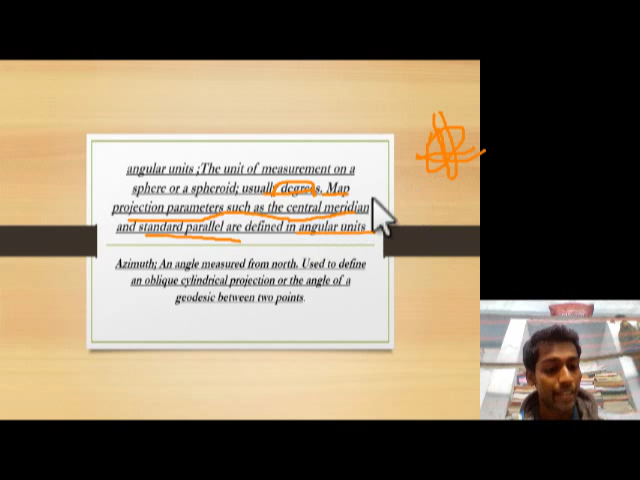 angular units ;The unit of measurement on a
sphere or a spheroid; usually degrees. Map
projection parameters such as the central meridian
and standard parallel are defined in angular units
Azimuth; An angle measured from north. Used to define
an oblique cylindrical projection or the angle of a
geodesic between two points.